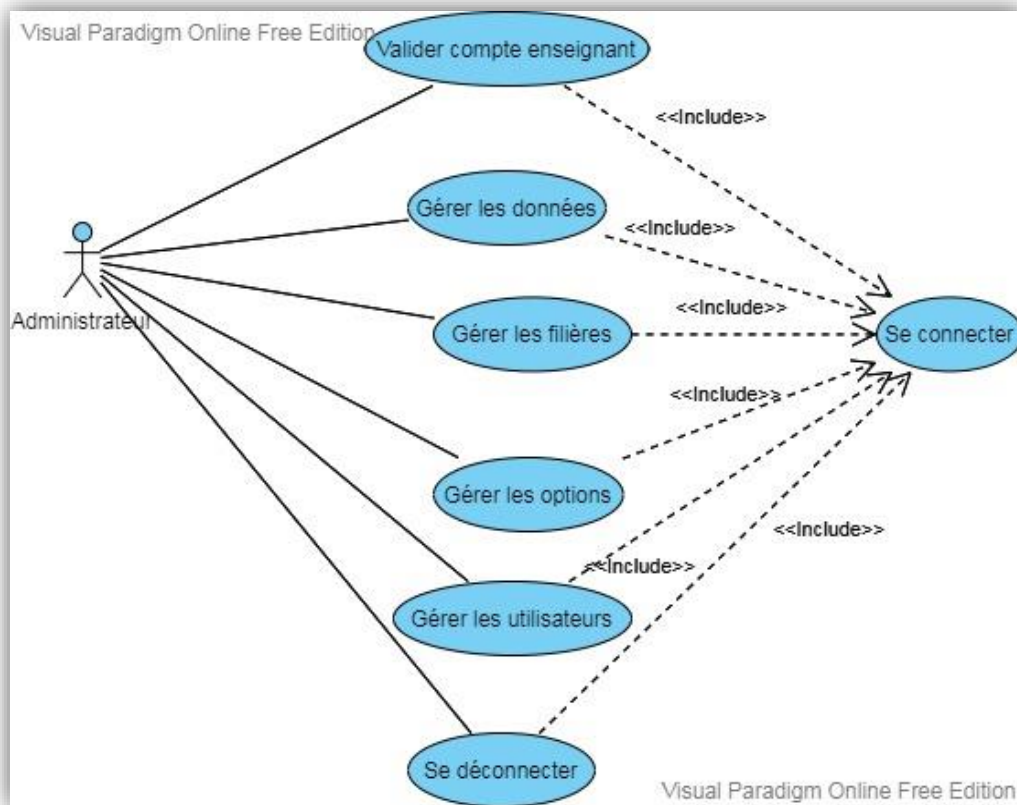 Visual Paradigm Online Free Edition
Valider compte enseignant
<<Include>>
Gérer les données
<<Include>>
Administrateur
Gérer les filières
<<Include>>
Se connecter
<<Include>>
Gérer les options
<<Include>>
<<Include>>
Gérer les utilisateurs
Se déconnecter
Visual Paradigm Online Free Edition